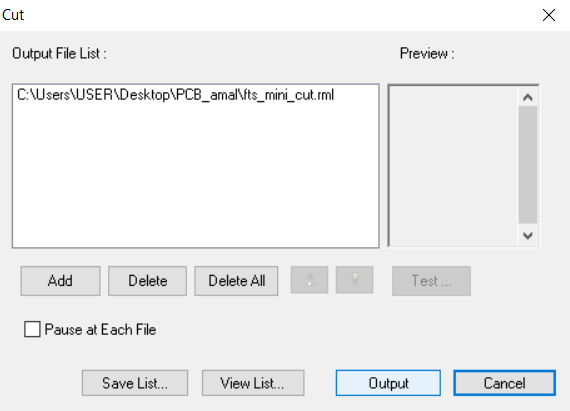 Cut
Output File List :
Preview :
C:\Users\USER\Desktop\PCB_amal\fts_mini_cut.rml
Add
Delete
Delete All
Test ...
Pause at Each File
Save List...
View List...
Output
Cancel